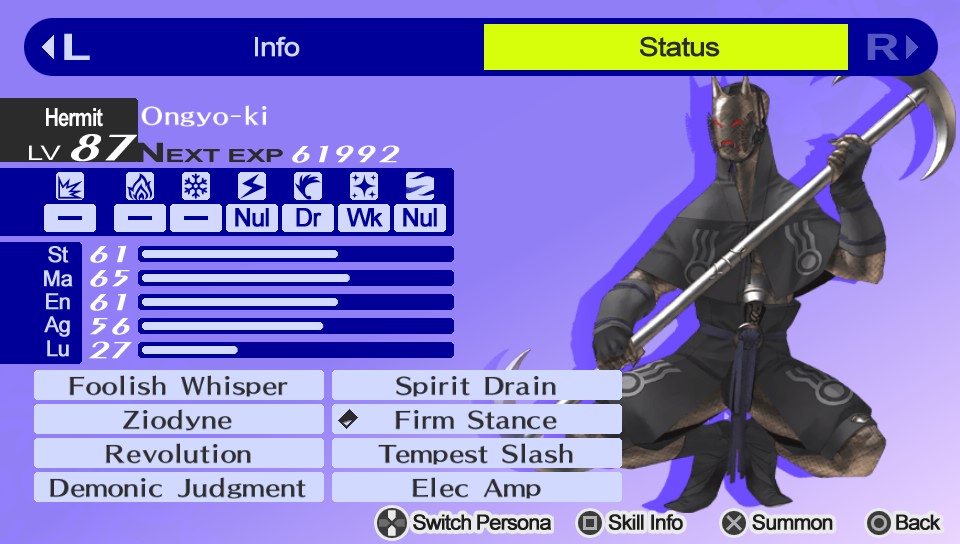 L Info Status R
Hermit Ongyo-ki
LV 87 NEXT EXP 61992
— — — Nul Dr Wk Nul
St 61
Ma 65
En 61
Ag 56
Lu 27
Foolish Whisper Spirit Drain
Ziodyne Firm Stance
Revolution Tempest Slash
Demonic Judgment Elec Amp
Switch Persona Skill Info Summon Back